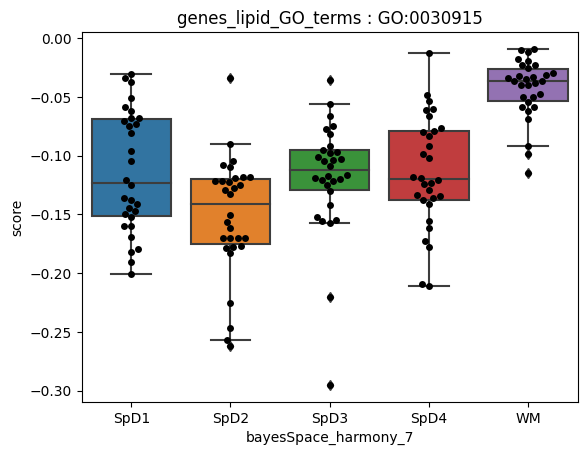 genes_lipid_GO_terms : GO:0030915
0.00
−0.05
−0.10
−0.15
−0.20
−0.25
−0.30
score
SpD1 SpD2 SpD3 SpD4 WM
bayesSpace_harmony_7